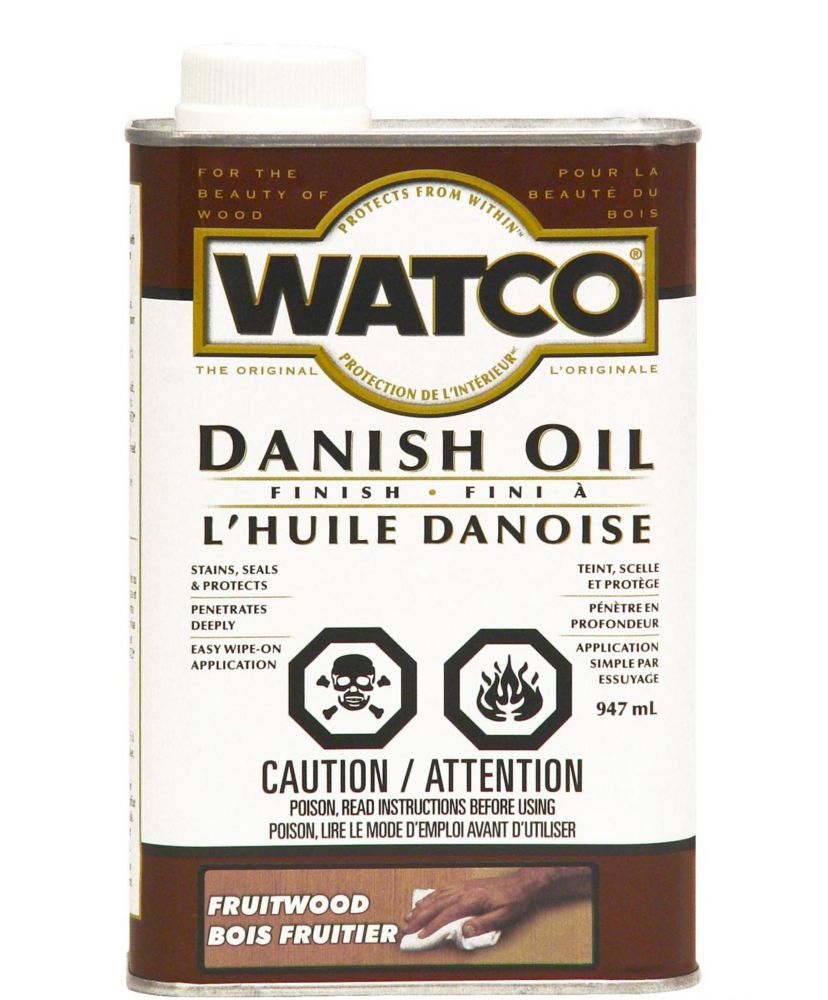 FOR THE
BEAUTY OF
WOOD
POUR LA
BEAUTÉ DU
BOIS
PROTECTS FROM WITHIN™
WATCO®
PROTECTION DE L'INTÉRIEUR
THE ORIGINAL
L'ORIGINALE
DANISH OIL
FINISH • FINI À
L'HUILE DANOISE
STAINS, SEALS
& PROTECTS
PENETRATES
DEEPLY
EASY WIPE-ON
APPLICATION
TEINT, SCELLE
ET PROTÈGE
PÉNÈTRE EN
PROFONDEUR
APPLICATION
SIMPLE PAR
ESSUYAGE
947 mL
CAUTION / ATTENTION
POISON, READ INSTRUCTIONS BEFORE USING
POISON, LIRE LE MODE D'EMPLOI AVANT D'UTILISER
FRUITWOOD
BOIS FRUITIER